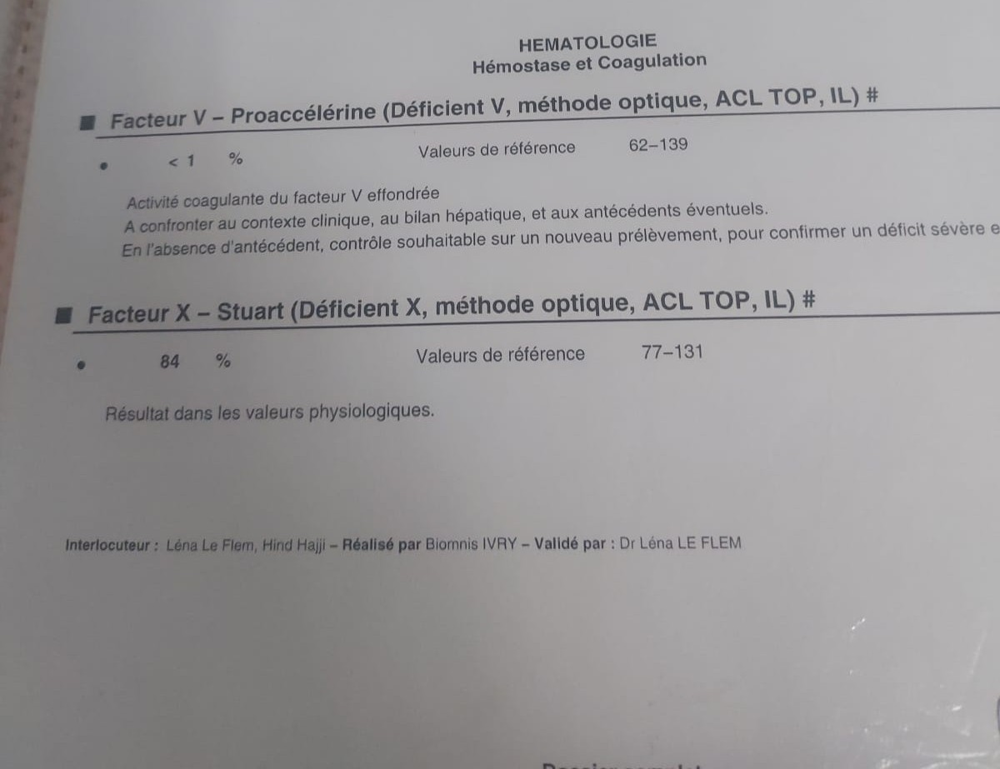 HEMATOLOGIE
Hémostase et Coagulation
Facteur V – Proaccélérine (Déficient V, méthode optique, ACL TOP, IL) #
< 1 % Valeurs de référence 62–139
Activité coagulante du facteur V effondrée
A confronter au contexte clinique, au bilan hépatique, et aux antécédents éventuels.
En l'absence d'antécédent, contrôle souhaitable sur un nouveau prélèvement, pour confirmer un déficit sévère e
Facteur X – Stuart (Déficient X, méthode optique, ACL TOP, IL) #
84 % Valeurs de référence 77–131
Résultat dans les valeurs physiologiques.
Interlocuteur : Léna Le Flem, Hind Hajji – Réalisé par Biomnis IVRY – Validé par : Dr Léna LE FLEM